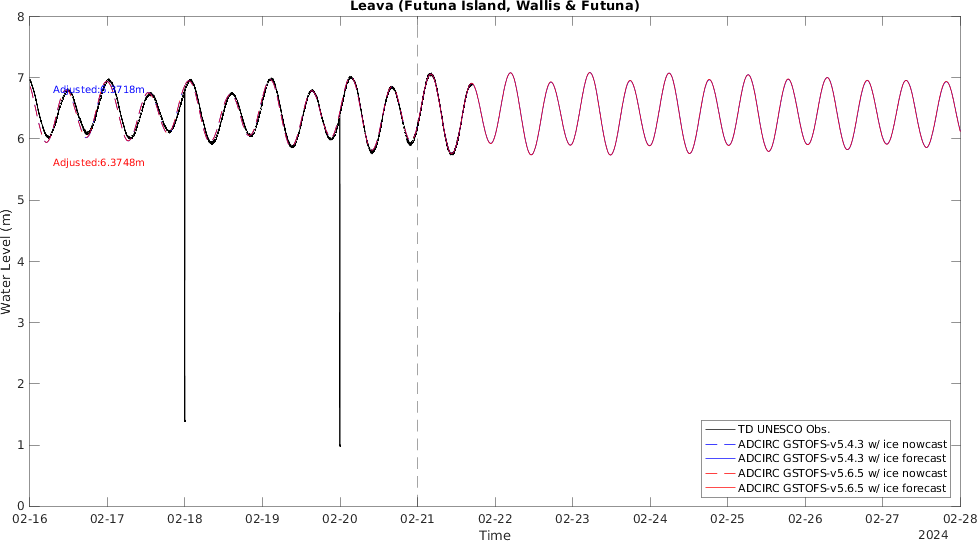 Leava (Futuna Island, Wallis & Futuna)
8
7
6
5
4
3
2
1
0
Water Level (m)
Adjusted:6.3718m
Adjusted:6.3748m
TD UNESCO Obs.
ADCIRC GSTOFS-v5.4.3 w/ ice nowcast
ADCIRC GSTOFS-v5.4.3 w/ ice forecast
ADCIRC GSTOFS-v5.6.5 w/ ice nowcast
ADCIRC GSTOFS-v5.6.5 w/ ice forecast
02-16 02-17 02-18 02-19 02-20 02-21 02-22 02-23 02-24 02-25 02-26 02-27 02-28
Time
2024